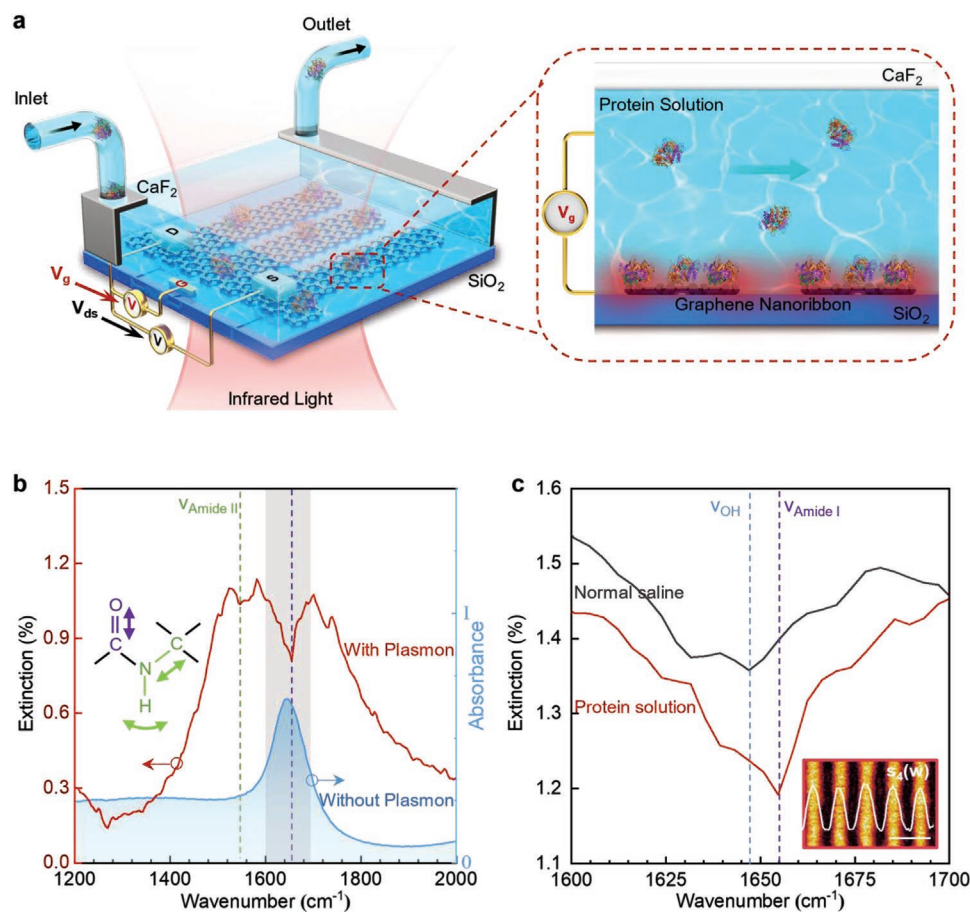 a
Outlet
Inlet
CaF2
D
S
G
SiO2
Vg
V
Vds
V
Infrared Light
CaF2
Protein Solution
Vg
Graphene Nanoribbon
SiO2
b
1.5
1.2
0.9
0.6
0.3
0.0
Extinction (%)
νAmide II
O
C
C
N
H
With Plasmon
Without Plasmon
1
0
Absorbance
1200
1400
1600
1800
2000
Wavenumber (cm-1)
c
1.6
1.5
1.4
1.3
1.2
1.1
Extinction (%)
νOH
νAmide I
Normal saline
Protein solution
s4(w)
1600
1625
1650
1675
1700
Wavenumber (cm-1)